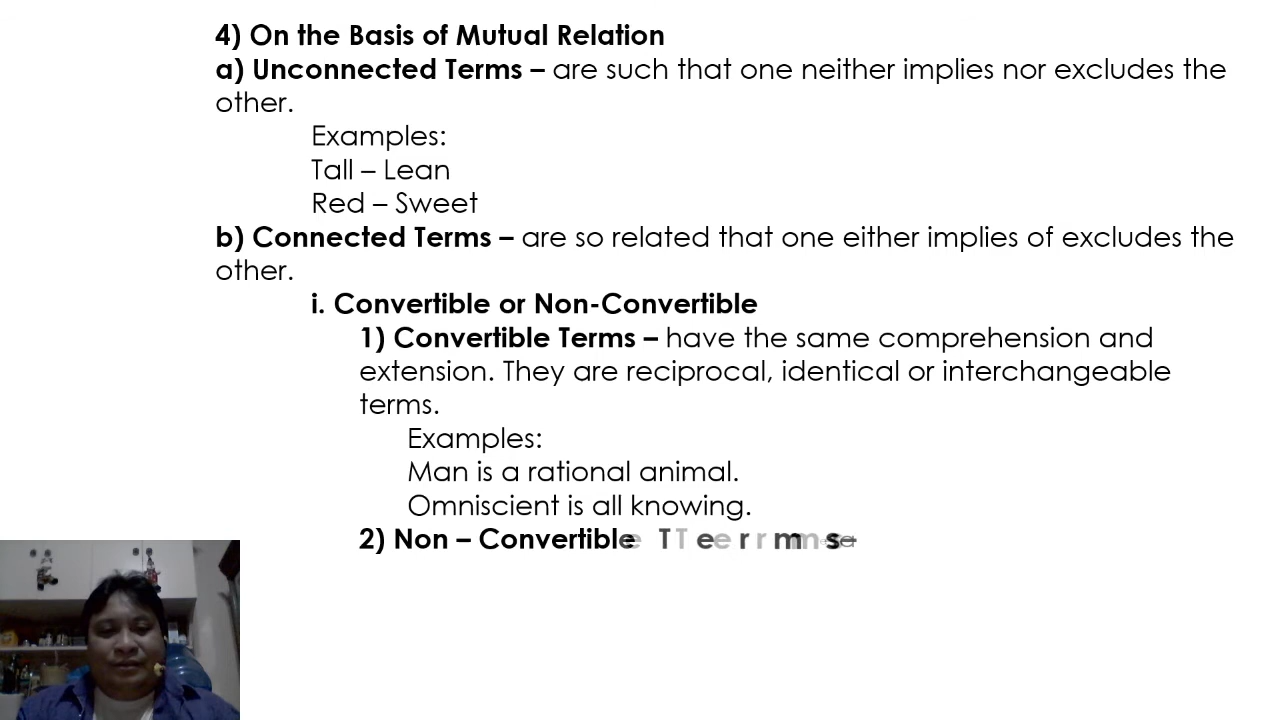 4) On the Basis of Mutual Relation
a) Unconnected Terms – are such that one neither implies nor excludes the
other.
Examples:
Tall – Lean
Red – Sweet
b) Connected Terms – are so related that one either implies of excludes the
other.
i. Convertible or Non-Convertible
1) Convertible Terms – have the same comprehension and
extension. They are reciprocal, identical or interchangeable
terms.
Examples:
Man is a rational animal.
Omniscient is all knowing.
2) Non – Convertible Terms